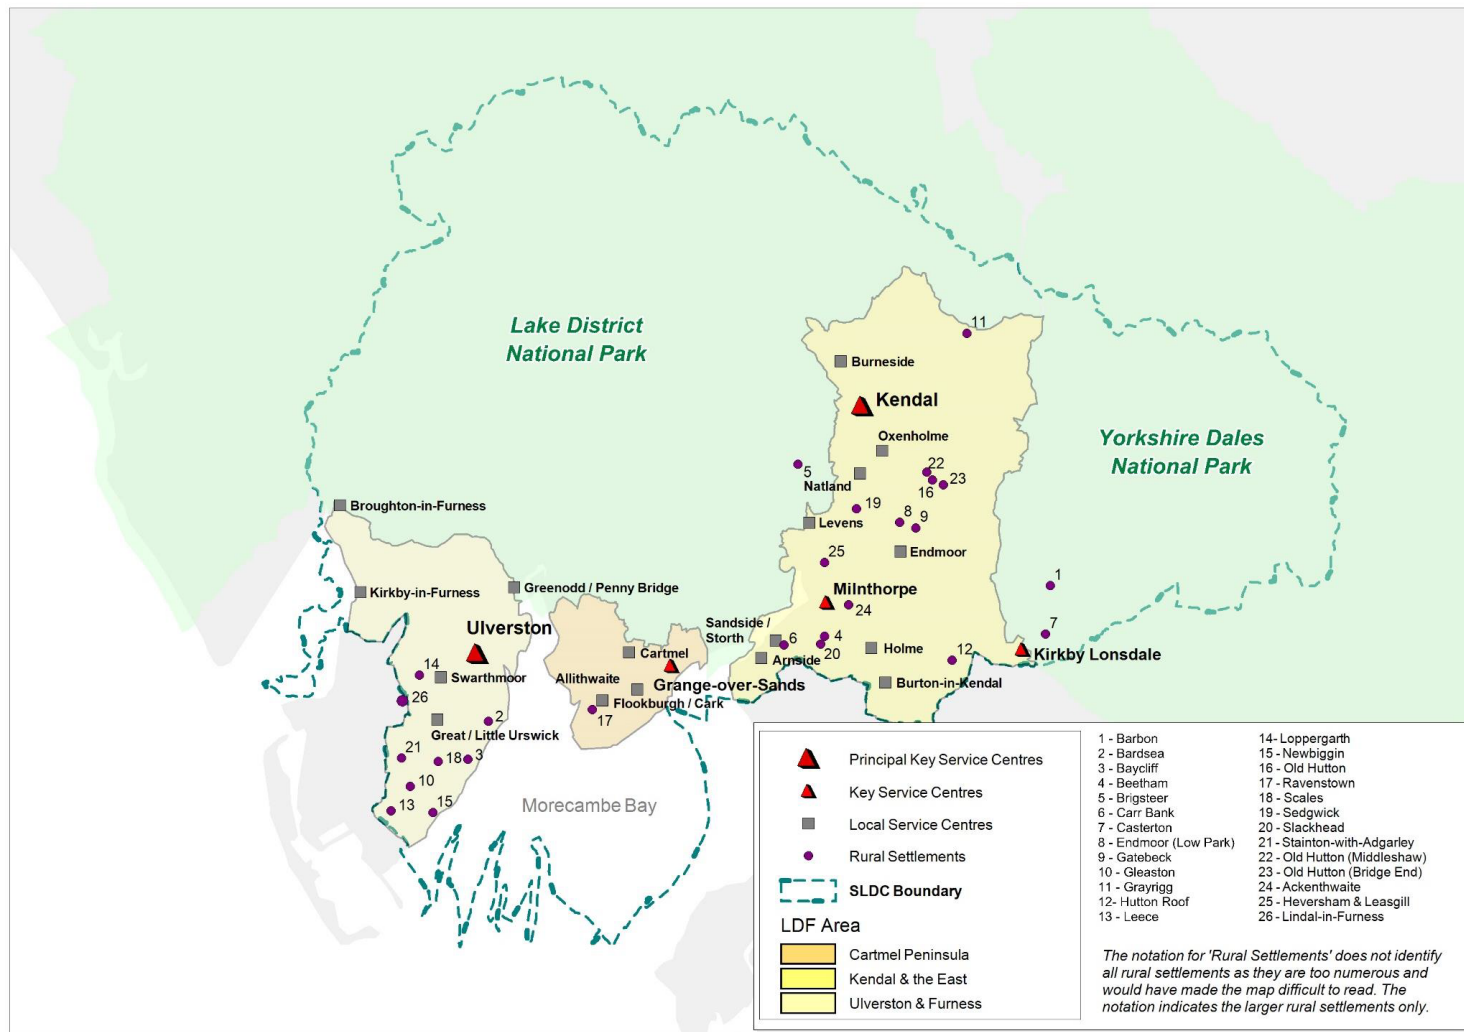 Lake District
National Park
11
Burneside
Kendal
Oxenholme
Yorkshire Dales
National Park
5
22
23
Natland
16
Broughton-in-Furness
19
8
9
Levens
25
Endmoor
Greenodd / Penny Bridge
1
Kirkby-in-Furness
Milnthorpe
24
Sandside /
Storth
Ulverston
7
6
4
Cartmel
20
Holme
12
Kirkby Lonsdale
Arnside
14
Swarthmoor
Allithwaite
Grange-over-Sands
Burton-in-Kendal
26
Flookburgh / Cark
17
2
Great / Little Urswick
21
18
3
10
13
15
Morecambe Bay
Principal Key Service Centres
Key Service Centres
Local Service Centres
Rural Settlements
SLDC Boundary
LDF Area
Cartmel Peninsula
Kendal & the East
Ulverston & Furness
1 - Barbon
2 - Bardsea
3 - Baycliff
4 - Beetham
5 - Brigsteer
6 - Carr Bank
7 - Casterton
8 - Endmoor (Low Park)
9 - Gatebeck
10 - Gleaston
11 - Grayrigg
12- Hutton Roof
13 - Leece
14- Loppergarth
15 - Newbiggin
16 - Old Hutton
17 - Ravenstown
18 - Scales
19 - Sedgwick
20 - Slackhead
21 - Stainton-with-Adgarley
22 - Old Hutton (Middleshaw)
23 - Old Hutton (Bridge End)
24 - Ackenthwaite
25 - Heversham & Leasgill
26 - Lindal-in-Furness
The notation for 'Rural Settlements' does not identify
all rural settlements as they are too numerous and
would have made the map difficult to read. The
notation indicates the larger rural settlements only.